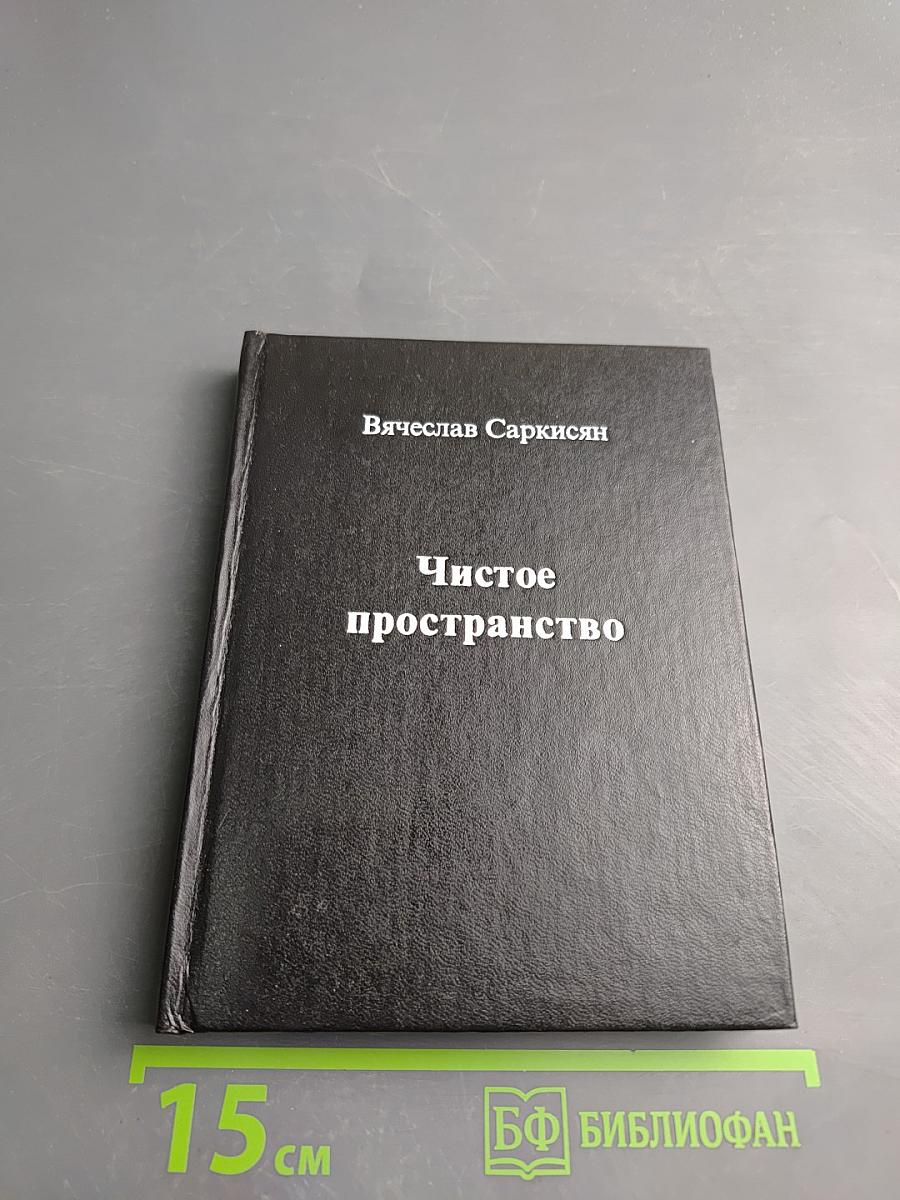 Вячеслав Саркисян
Чистое
пространство
15 см
БФ БИБЛИОФАН